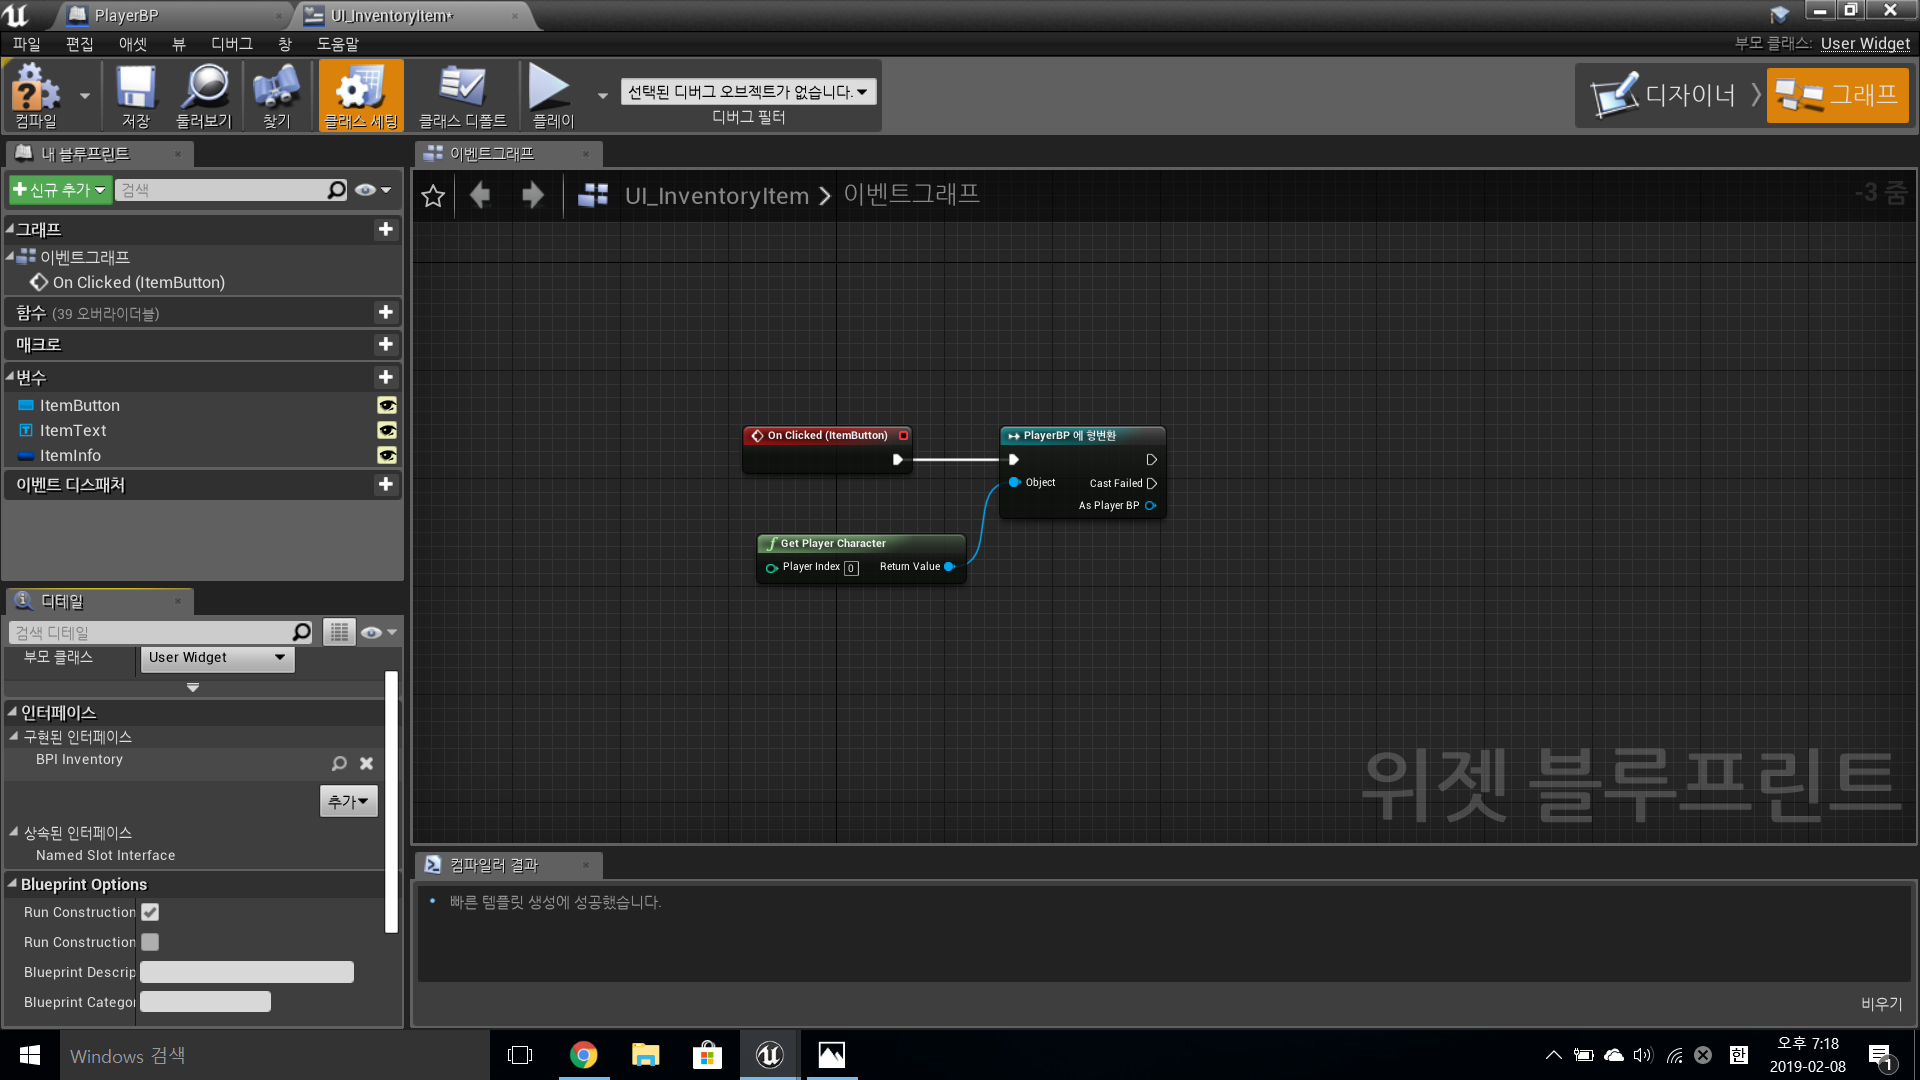 PlayerBP
UI_InventoryItem*
파일 편집 애셋 뷰 디버그 창 도움말
부모 클래스: User Widget
컴파일
저장
둘러보기
찾기
클래스 세팅
클래스 디폴트
플레이
선택된 디버그 오브젝트가 없습니다.
디버그 필터
디자이너
그래프
내 블루프린트
신규 추가
검색
그래프
이벤트그래프
On Clicked (ItemButton)
함수 (39 오버라이더블)
매크로
변수
ItemButton
ItemText
ItemInfo
이벤트 디스패처
디테일
검색 디테일
부모 클래스
User Widget
인터페이스
구현된 인터페이스
BPI Inventory
추가
상속된 인터페이스
Named Slot Interface
Blueprint Options
Run Construction
Run Construction
Blueprint Descrip
Blueprint Categor
이벤트그래프
UI_InventoryItem > 이벤트그래프
-3 줌
On Clicked (ItemButton)
PlayerBP 에 형변환
Object
Cast Failed
As Player BP
f Get Player Character
Player Index 0
Return Value
위젯 블루프린트
컴파일러 결과
• 빠른 템플릿 생성에 성공했습니다.
비우기
Windows 검색
한
오후 7:18
2019-02-08
1